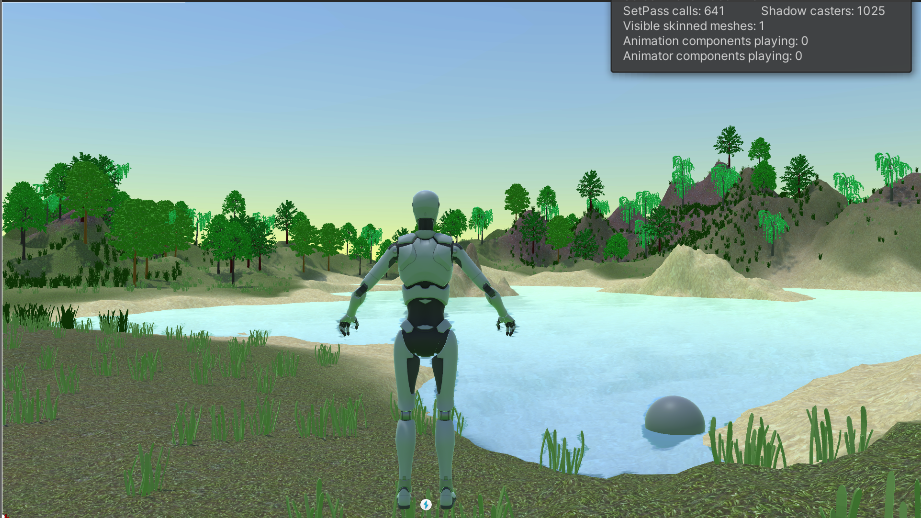 SetPass calls: 641 Shadow casters: 1025
Visible skinned meshes: 1
Animation components playing: 0
Animator components playing: 0